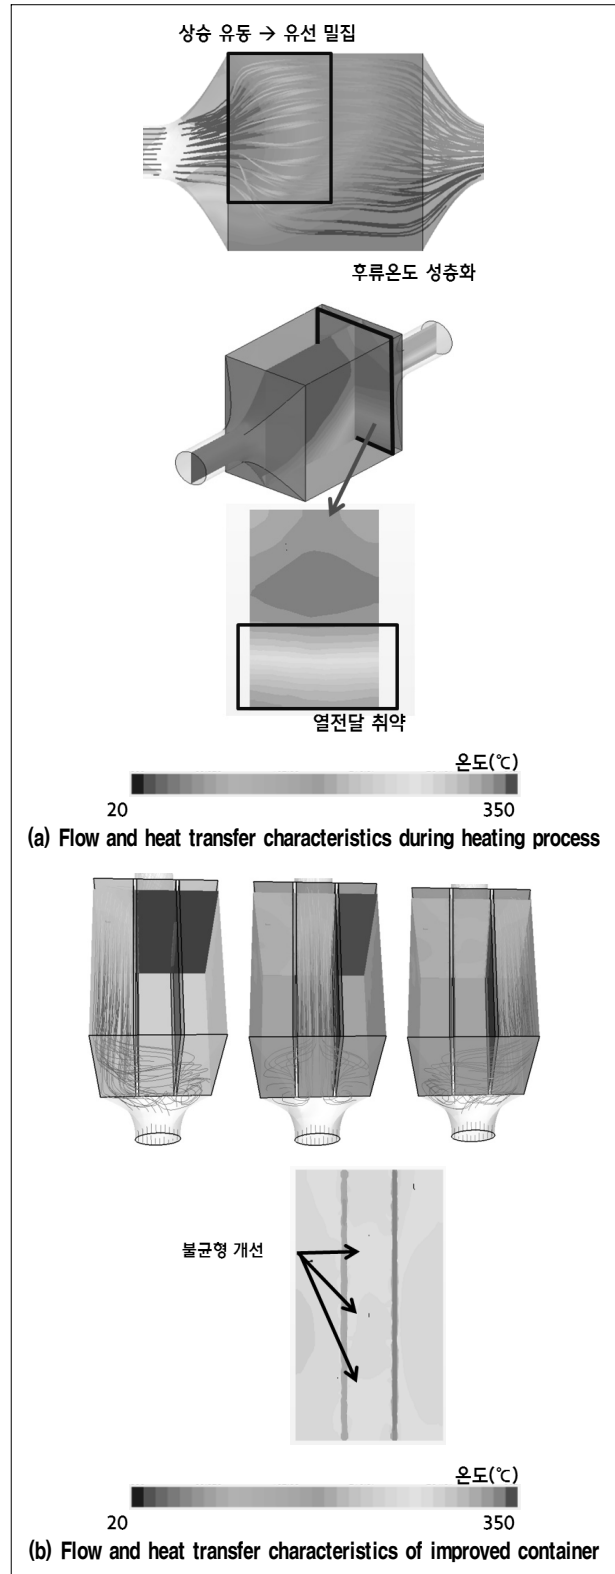 상승 유동 → 유선 밀집
후류온도 성층화
열전달 취약
온도(℃)
20 350
(a) Flow and heat transfer characteristics during heating process
불균형 개선
온도(℃)
20 350
(b) Flow and heat transfer characteristics of improved container